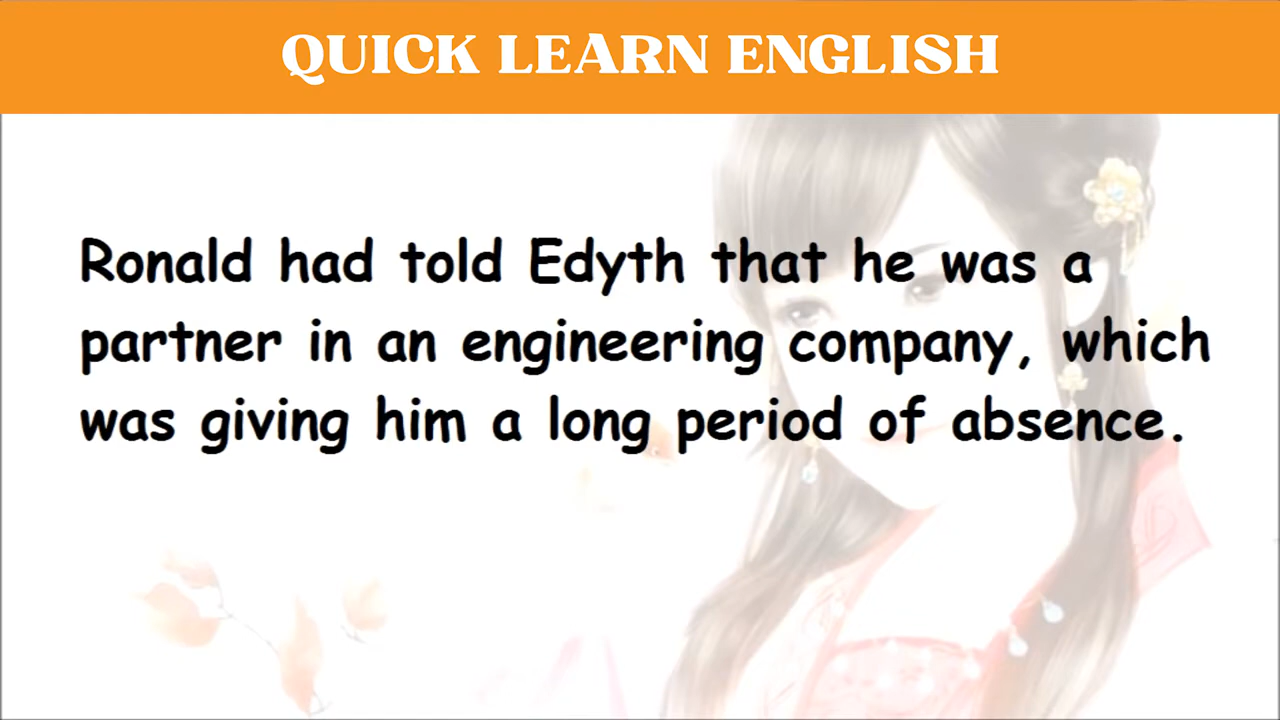 QUICK LEARN ENGLISH
Ronald had told Edyth that he was a
partner in an engineering company, which
was giving him a long period of absence.